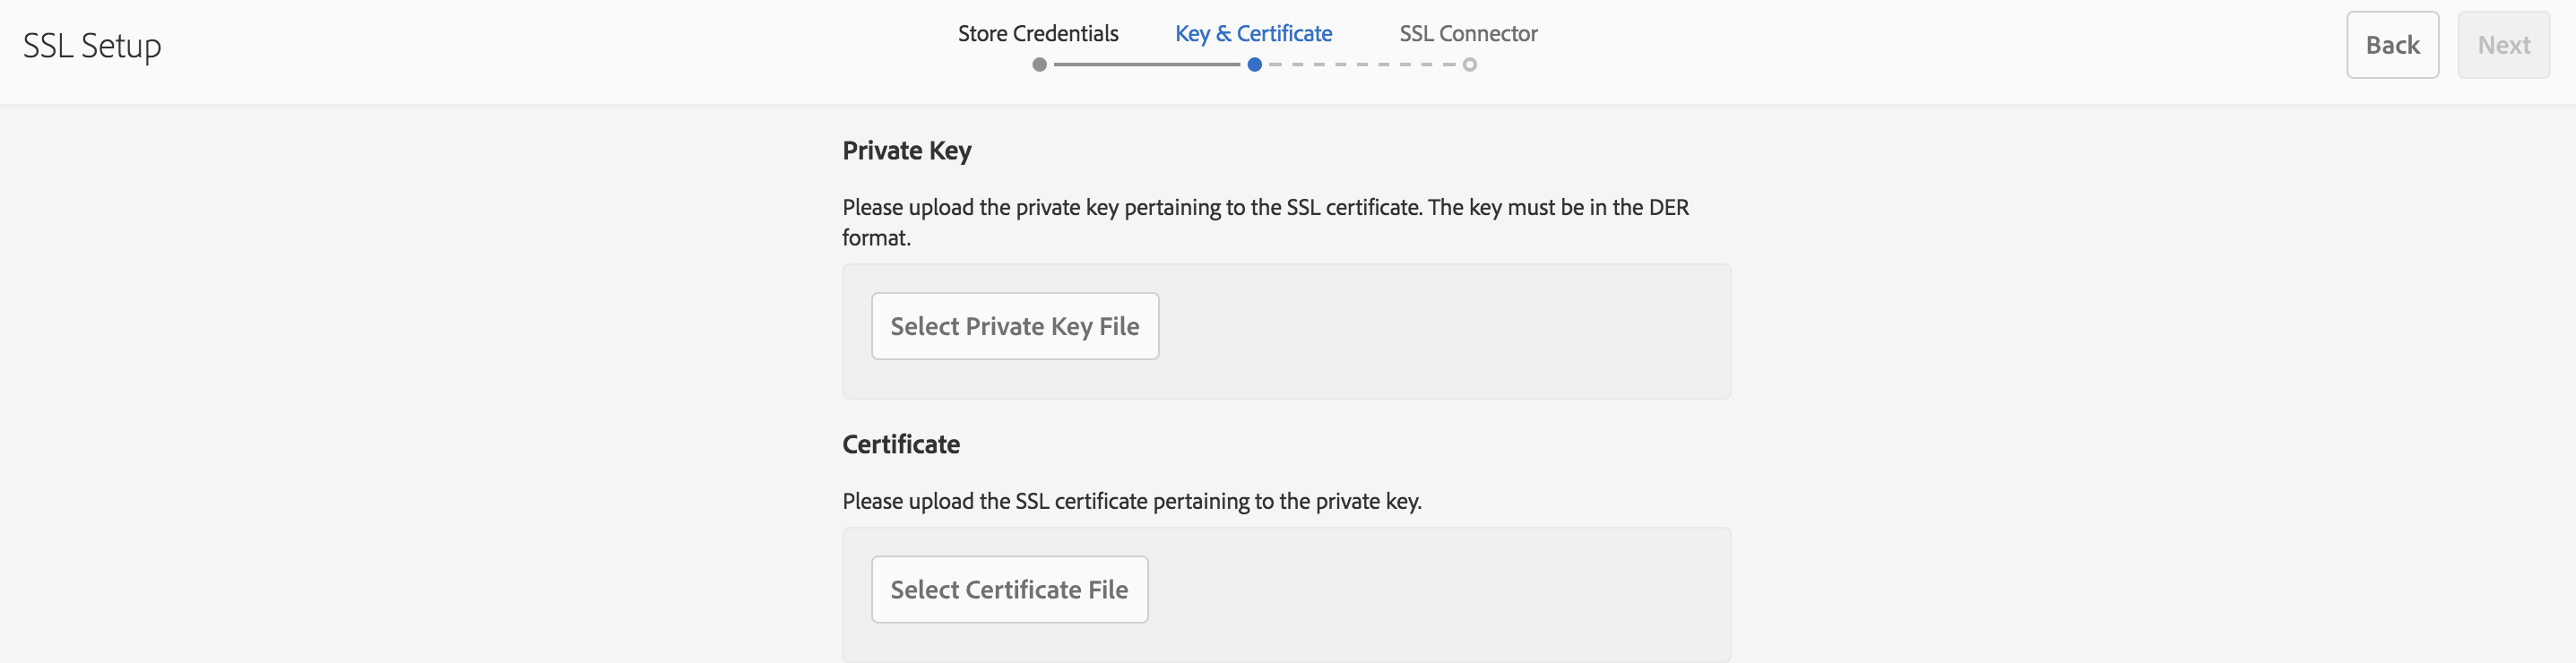 SSL Setup
Store Credentials
Key & Certificate
SSL Connector
Back
Next
Private Key
Please upload the private key pertaining to the SSL certificate. The key must be in the DER
format.
Select Private Key File
Certificate
Please upload the SSL certificate pertaining to the private key.
Select Certificate File